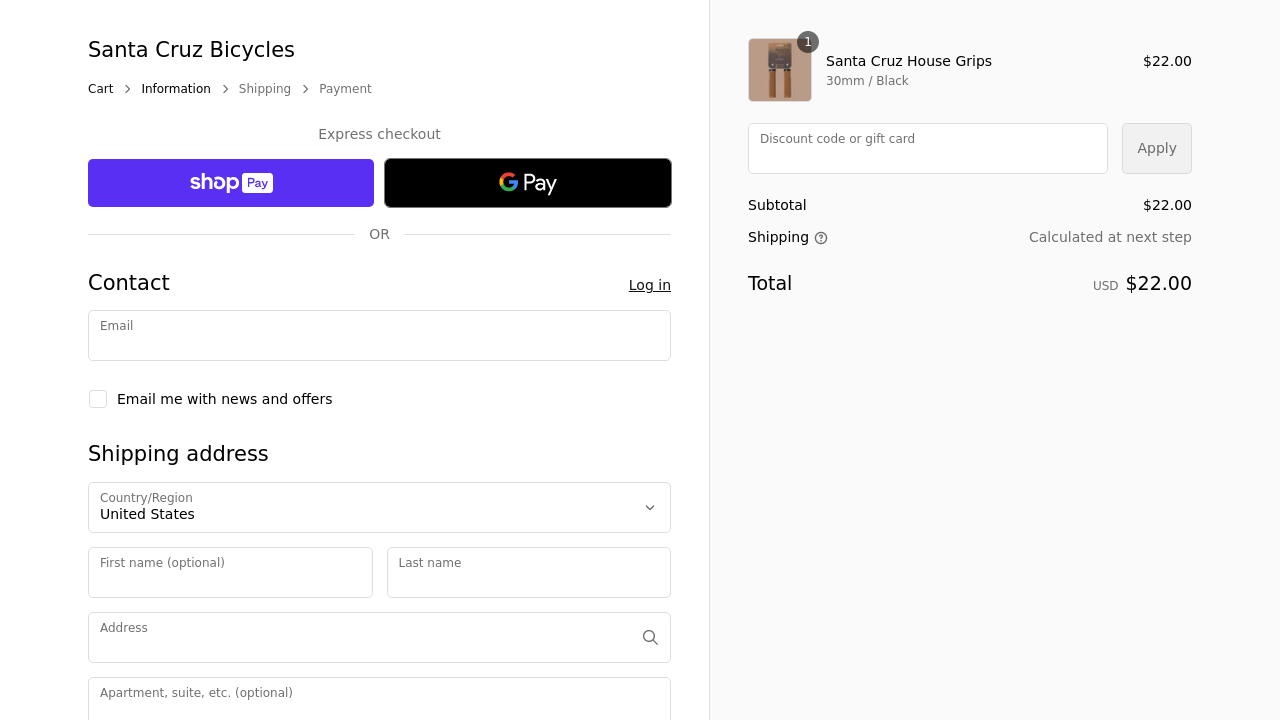 Santa Cruz Bicycles
Cart
Information
Shipping
Payment
Express checkout
shop Pay
G Pay
OR
Contact
Log in
Email
Email me with news and offers
Shipping address
Country/Region
United States
First name (optional)
Last name
Address
Apartment, suite, etc. (optional)
1
Santa Cruz House Grips
$22.00
30mm / Black
Discount code or gift card
Apply
Subtotal
$22.00
Shipping
Calculated at next step
Total
USD $22.00